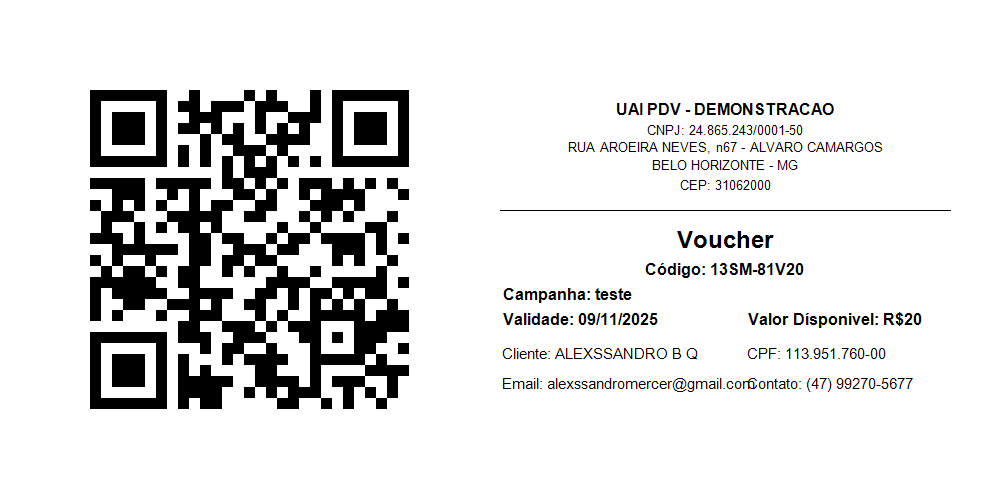 UAI PDV - DEMONSTRACAO
CNPJ: 24.865.243/0001-50
RUA AROEIRA NEVES, n67 - ALVARO CAMARGOS
BELO HORIZONTE - MG
CEP: 31062000
Voucher
Código: 13SM-81V20
Campanha: teste
Validade: 09/11/2025 Valor Dísponivel: R$20
Cliente: ALEXSSANDRO B Q CPF: 113.951.760-00
Email: alexssandromercer@gmail.com Contato: (47) 99270-5677